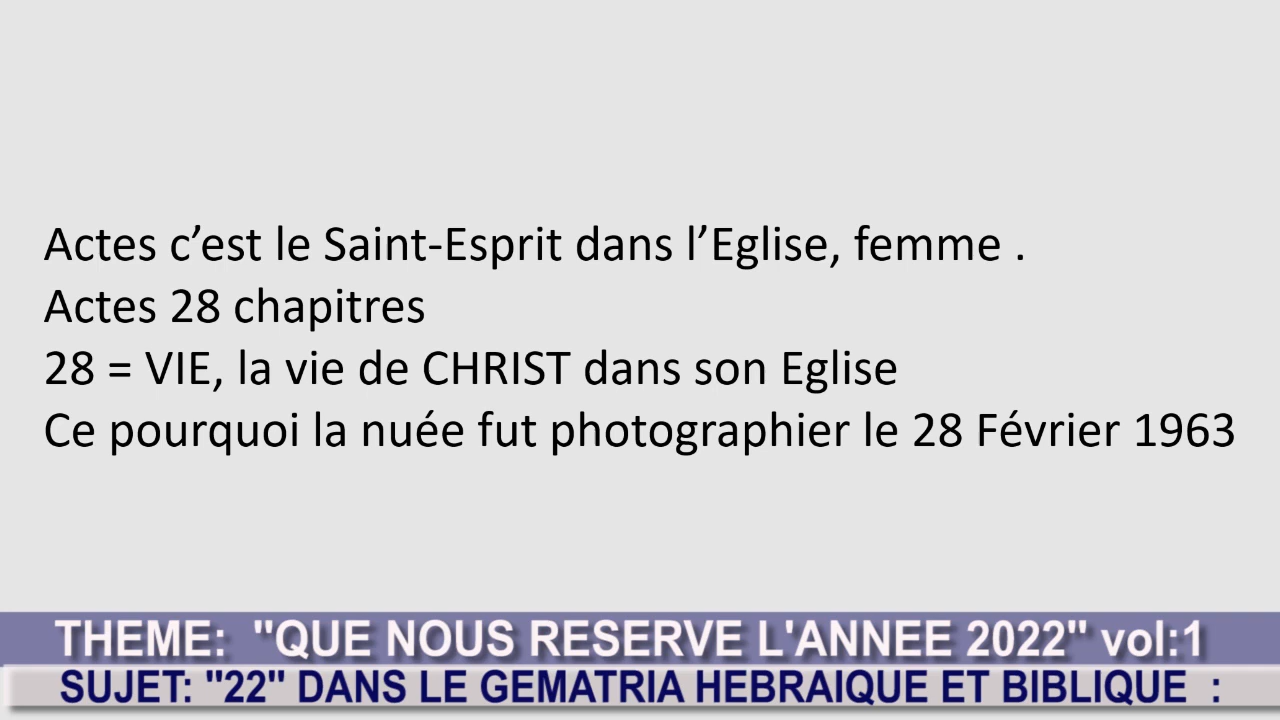 Actes c’est le Saint-Esprit dans l’Eglise, femme .
Actes 28 chapitres
28 = VIE, la vie de CHRIST dans son Eglise
Ce pourquoi la nuée fut photographier le 28 Février 1963
THEME: "QUE NOUS RESERVE L'ANNEE 2022" vol:1
SUJET: "22" DANS LE GEMATRIA HEBRAIQUE ET BIBLIQUE :